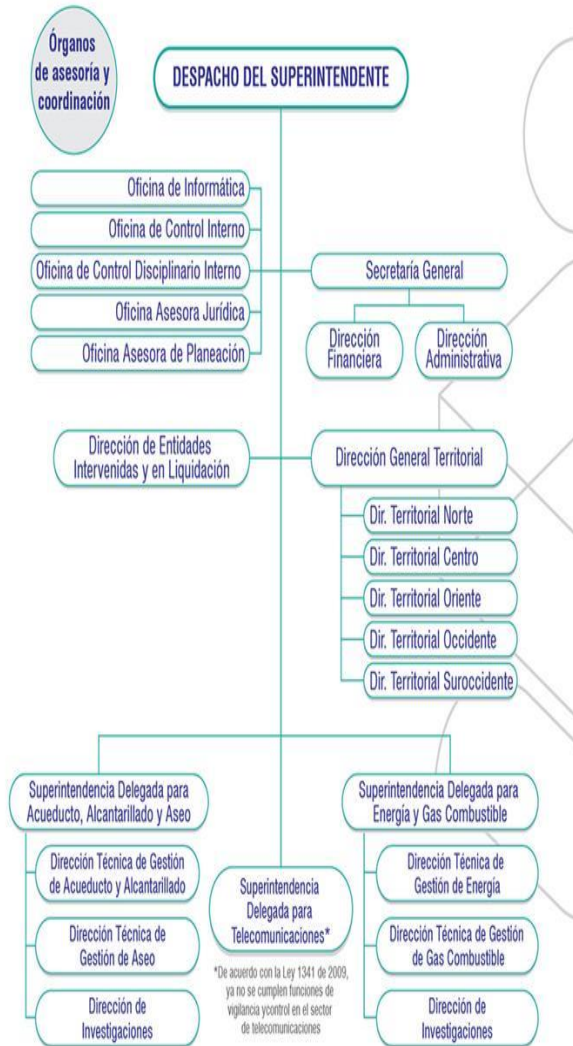 Órganos
de asesoría y
coordinación
DESPACHO DEL SUPERINTENDENTE
Oficina de Informática
Oficina de Control Interno
Oficina de Control Disciplinario Interno
Oficina Asesora Jurídica
Oficina Asesora de Planeación
Secretaría General
Dirección
Financiera
Dirección
Administrativa
Dirección de Entidades
Intervenidas y en Liquidación
Dirección General Territorial
Dir. Territorial Norte
Dir. Territorial Centro
Dir. Territorial Oriente
Dir. Territorial Occidente
Dir. Territorial Suroccidente
Superintendencia Delegada para
Acueducto, Alcantarillado y Aseo
Dirección Técnica de Gestión
de Acueducto y Alcantarillado
Dirección Técnica de
Gestión de Aseo
Dirección de
Investigaciones
Superintendencia
Delegada para
Telecomunicaciones*
*De acuerdo con la Ley 1341 de 2009,
ya no se cumplen funciones de
vigilancia ycontrol en el sector
de telecomunicaciones
Superintendencia Delegada para
Energía y Gas Combustible
Dirección Técnica de
Gestión de Energía
Dirección Técnica de Gestión
de Gas Combustible
Dirección de
Investigaciones